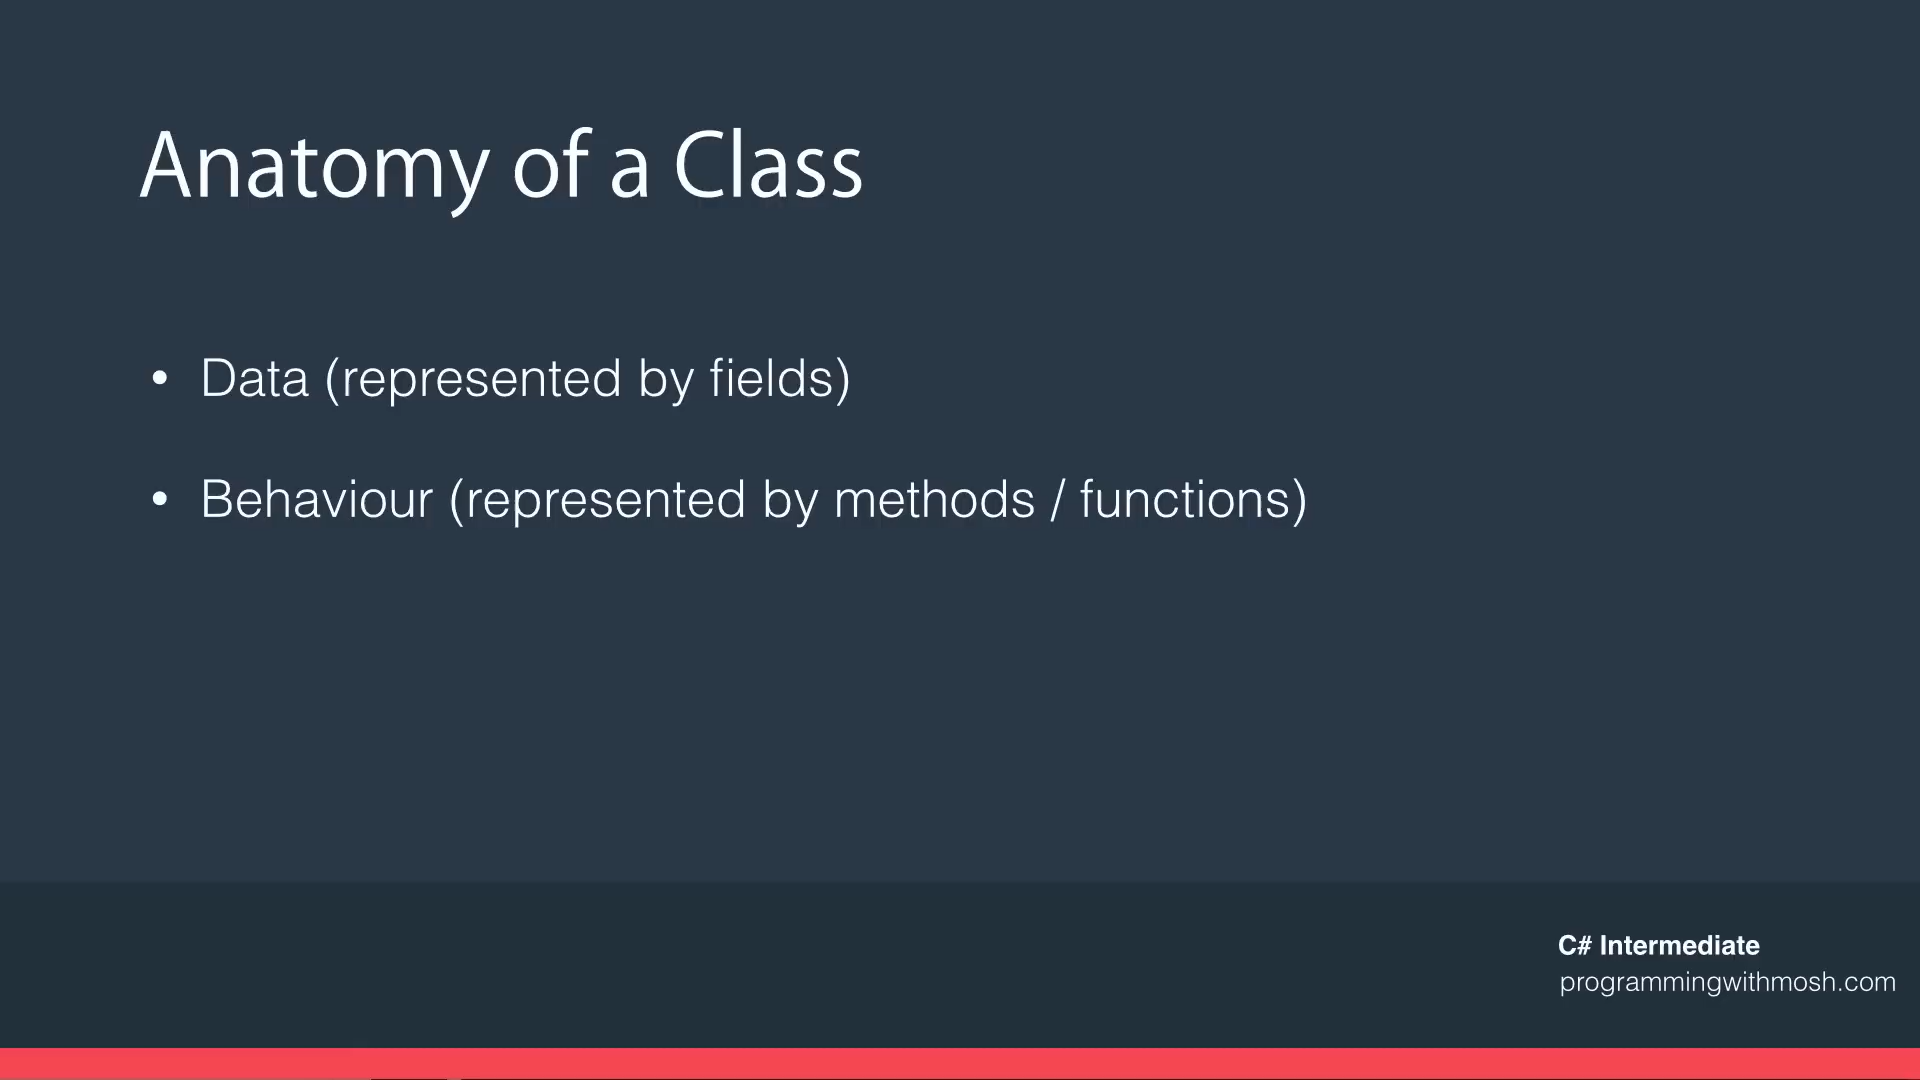 Anatomy of a Class
• Data (represented by fields)
• Behaviour (represented by methods / functions)
C# Intermediate
programmingwithmosh.com